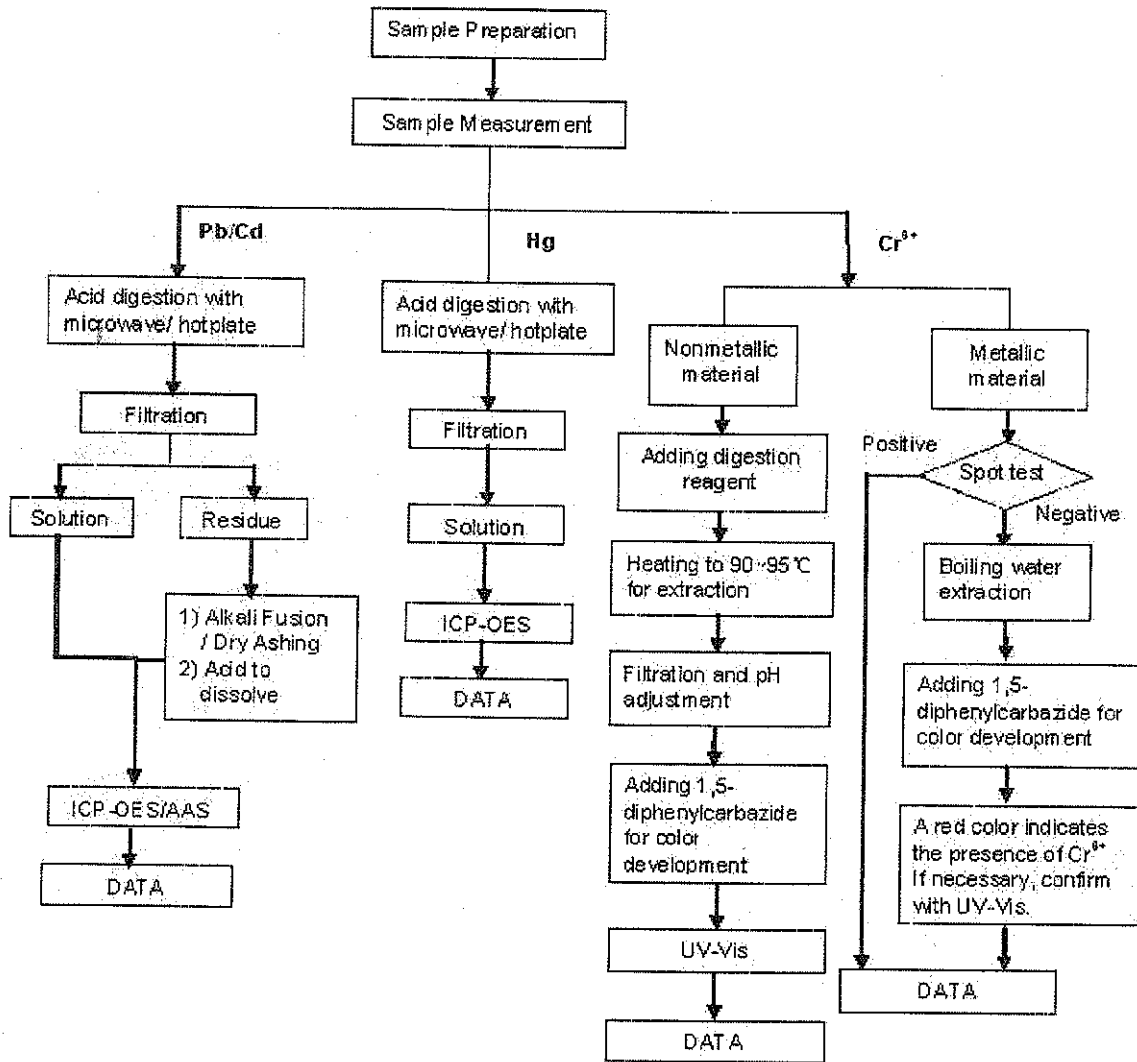 Sample Preparation
Sample Measurement
Pb/Cd
Hg
Cr⁶⁺
Acid digestion with
microwave/ hotplate
Filtration
Solution
Residue
1) Alkali Fusion
/ Dry Ashing
2) Acid to
dissolve
ICP-OES/AAS
DATA
Acid digestion with
microwave/ hotplate
Filtration
Solution
ICP-OES
DATA
Nonmetallic
material
Adding digestion
reagent
Heating to 90~95℃
for extraction
Filtration and pH
adjustment
Adding 1,5-
diphenylcarbazide
for color
development
UV-Vis
DATA
Metallic
material
Positive
Spot test
Negative
Boiling water
extraction
Adding 1,5-
diphenylcarbazide for
color development
A red color indicates
the presence of Cr⁶⁺
If necessary, confirm
with UV-Vis.
DATA